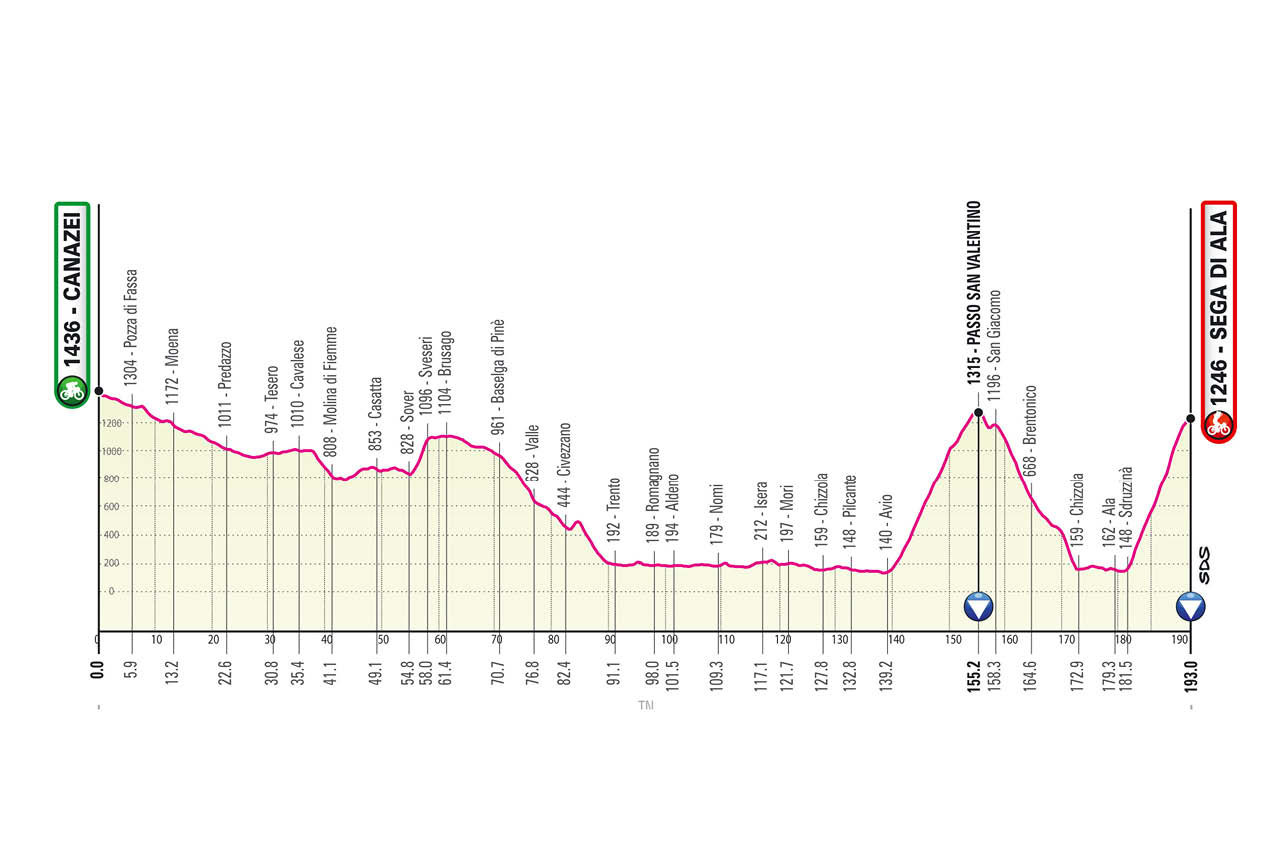 1436 - CANAZEI
1304 - Pozza di Fassa
1172 - Moena
1011 - Predazzo
974 - Tesero
1010 - Cavalese
808 - Molina di Fiemme
853 - Casatta
828 - Sover
1096 - Sveseri
1104 - Brusago
961 - Baselga di Pinè
628 - Valle
444 - Civezzano
192 - Trento
189 - Romagnano
194 - Aldeno
179 - Nomi
212 - Isera
197 - Mori
159 - Chizzola
148 - Pilcante
140 - Avio
1315 - PASSO SAN VALENTINO
1196 - San Giacomo
668 - Brentonico
159 - Chizzola
162 - Ala
148 - Sdruzzinà
1246 - SEGA DI ALA
1200
1000
800
600
400
200
0
SDS
0 10 20 30 40 50 60 70 80 90 100 110 120 130 140 150 160 170 180 190
0.0 5.9 13.2 22.6 30.8 35.4 41.1 49.1 54.8 58.0 61.4 70.7 76.8 82.4 91.1 98.0 101.5 109.3 117.1 121.7 127.8 132.8 139.2 155.2 158.3 164.6 172.9 179.3 181.5 193.0
TN